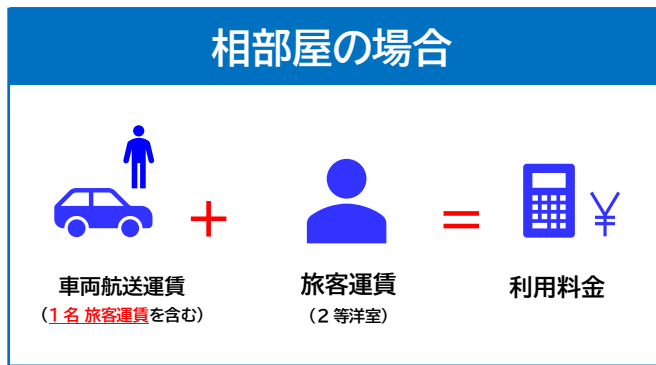 相部屋の場合
+
=
¥
車両航送運賃
（1名 旅客運賃を含む）
旅客運賃
（2等洋室）
利用料金